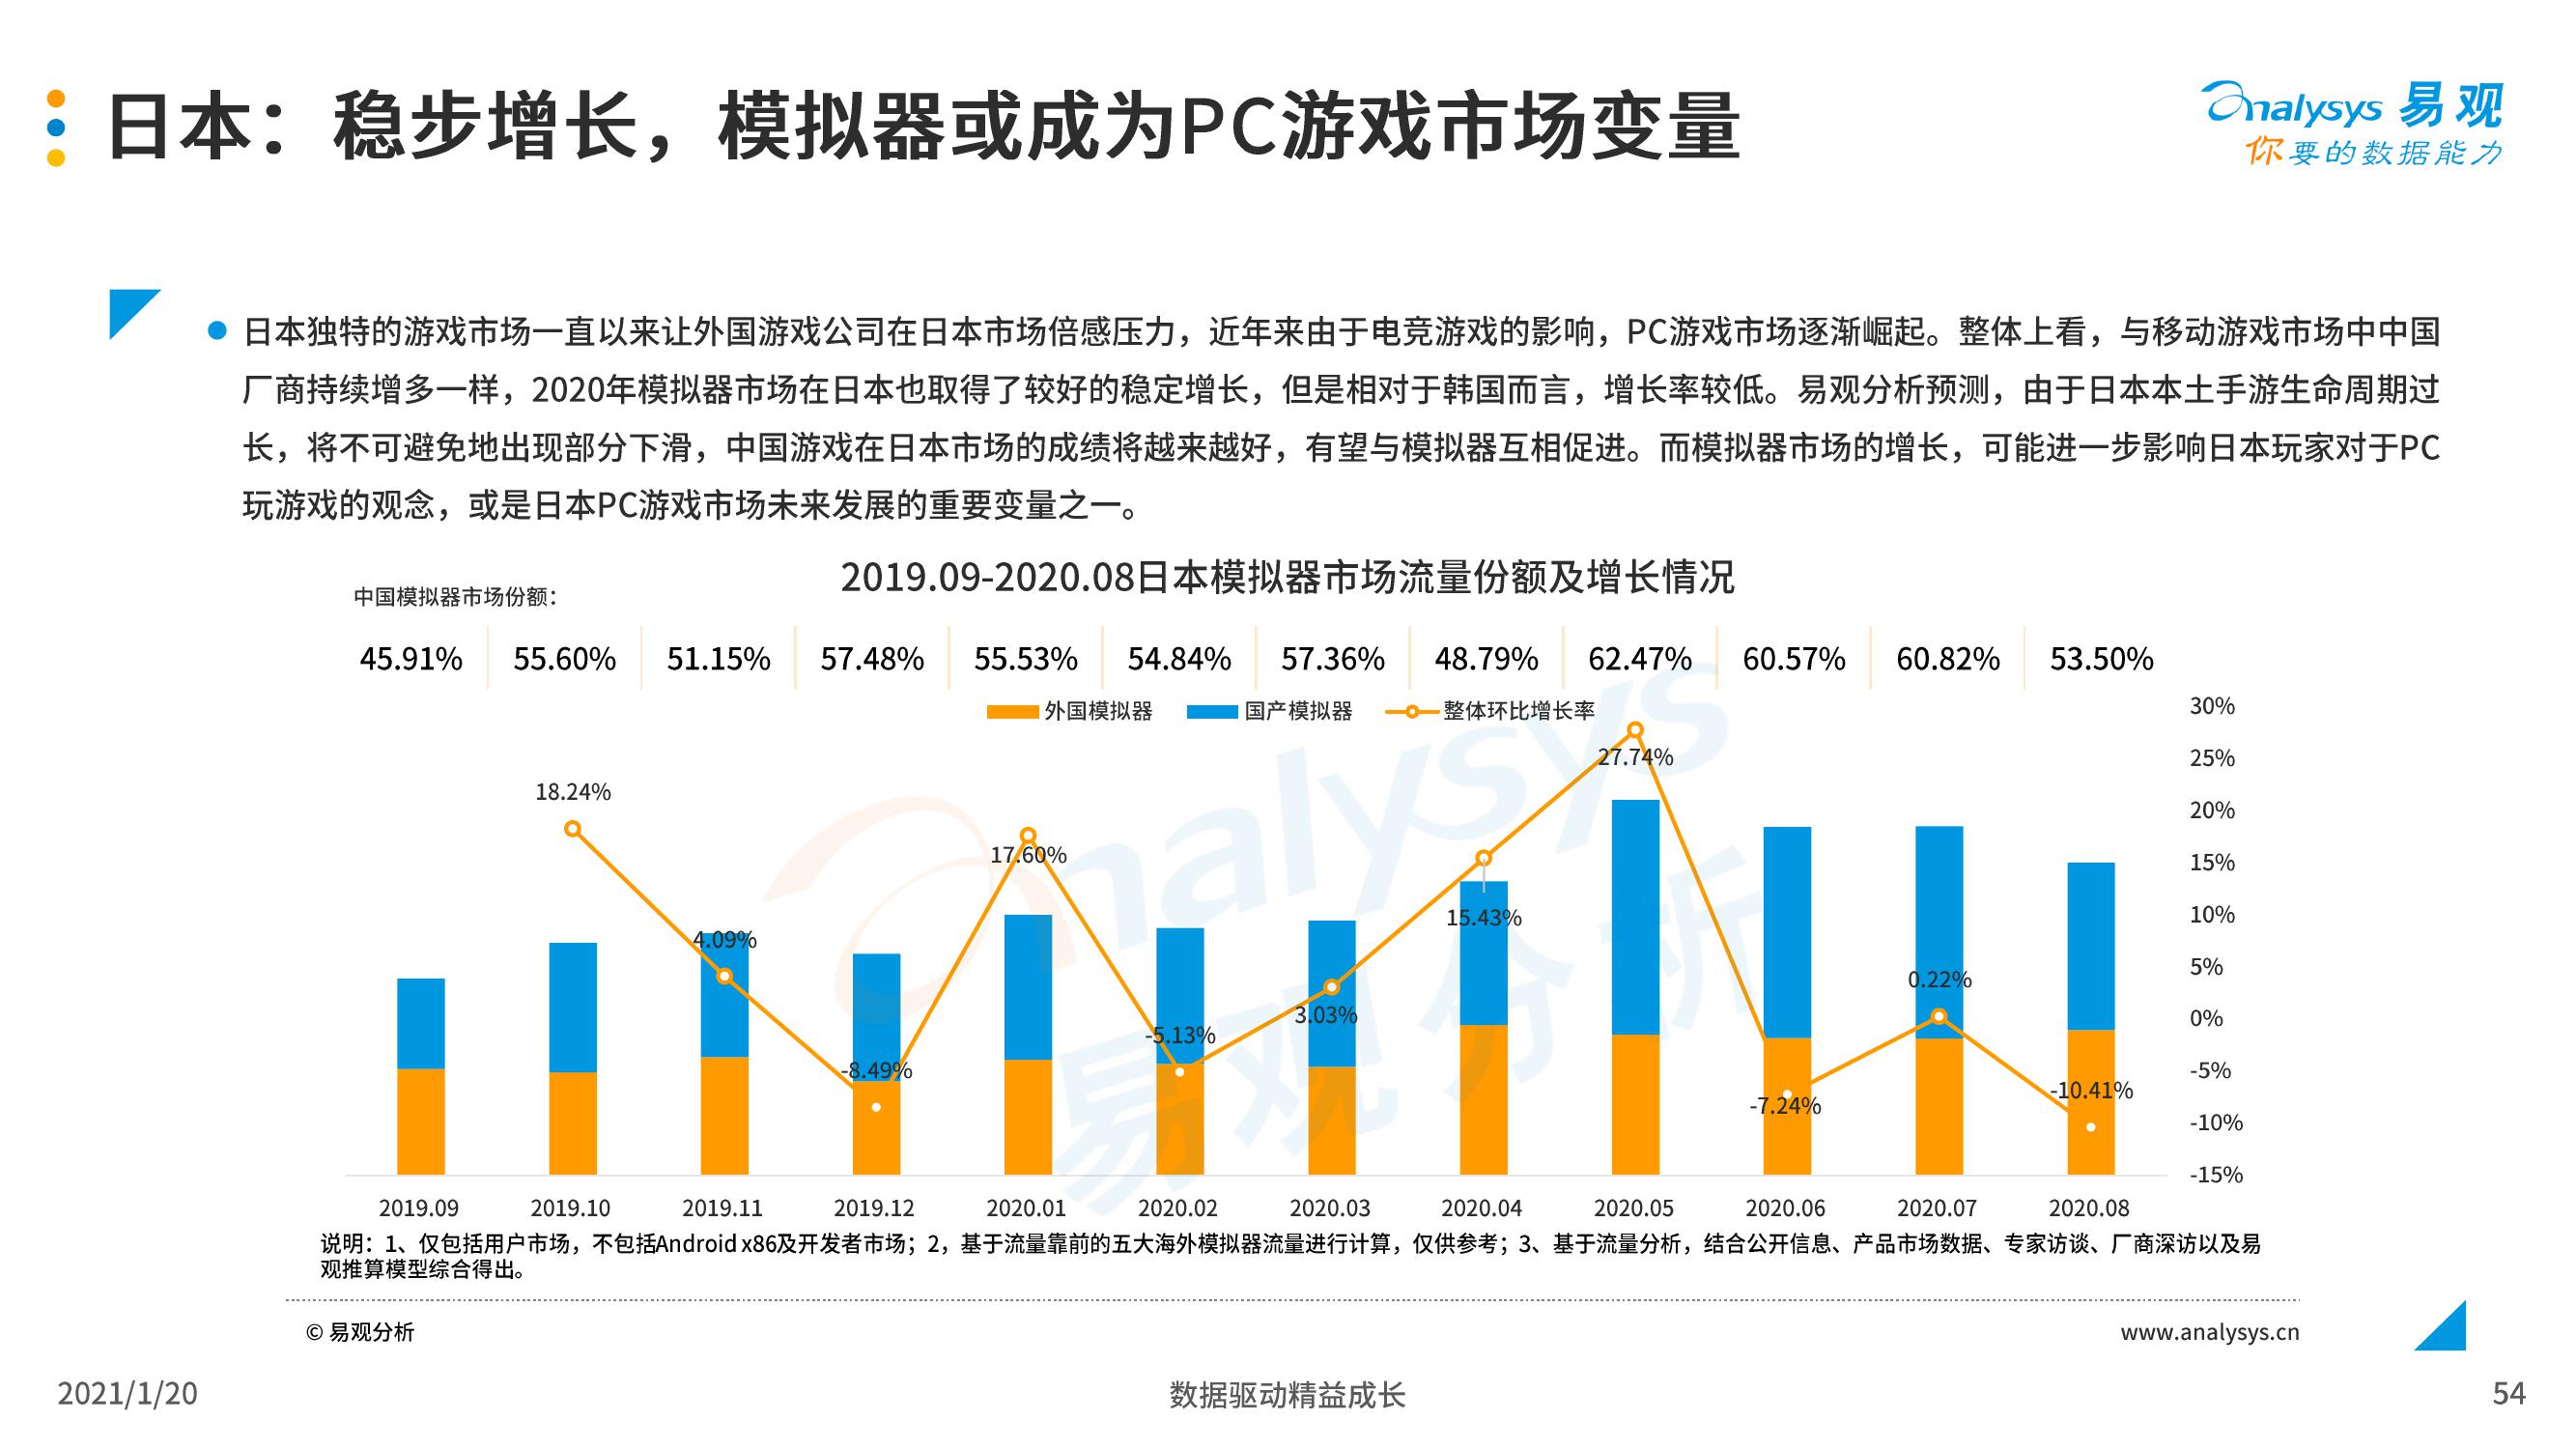 日本：稳步增长，模拟器或成为PC游戏市场变量
analysys 易观
你要的数据能力
日本独特的游戏市场一直以来让外国游戏公司在日本市场倍感压力，近年来由于电竞游戏的影响，PC游戏市场逐渐崛起。整体上看，与移动游戏市场中中国
厂商持续增多一样，2020年模拟器市场在日本也取得了较好的稳定增长，但是相对于韩国而言，增长率较低。易观分析预测，由于日本本土手游生命周期过
长，将不可避免地出现部分下滑，中国游戏在日本市场的成绩将越来越好，有望与模拟器互相促进。而模拟器市场的增长，可能进一步影响日本玩家对于PC
玩游戏的观念，或是日本PC游戏市场未来发展的重要变量之一。
2019.09-2020.08日本模拟器市场流量份额及增长情况
中国模拟器市场份额：
45.91% 55.60% 51.15% 57.48% 55.53% 54.84% 57.36% 48.79% 62.47% 60.57% 60.82% 53.50%
外国模拟器 国产模拟器 整体环比增长率
30%
25%
20%
15%
10%
5%
0%
-5%
-10%
-15%
18.24%
4.09%
-8.49%
17.60%
-5.13%
3.03%
15.43%
27.74%
-7.24%
0.22%
-10.41%
analysys
易观分析
2019.09 2019.10 2019.11 2019.12 2020.01 2020.02 2020.03 2020.04 2020.05 2020.06 2020.07 2020.08
说明：1、仅包括用户市场，不包括Android x86及开发者市场；2，基于流量靠前的五大海外模拟器流量进行计算，仅供参考；3、基于流量分析，结合公开信息、产品市场数据、专家访谈、厂商深访以及易
观推算模型综合得出。
© 易观分析
www.analysys.cn
2021/1/20
数据驱动精益成长
54